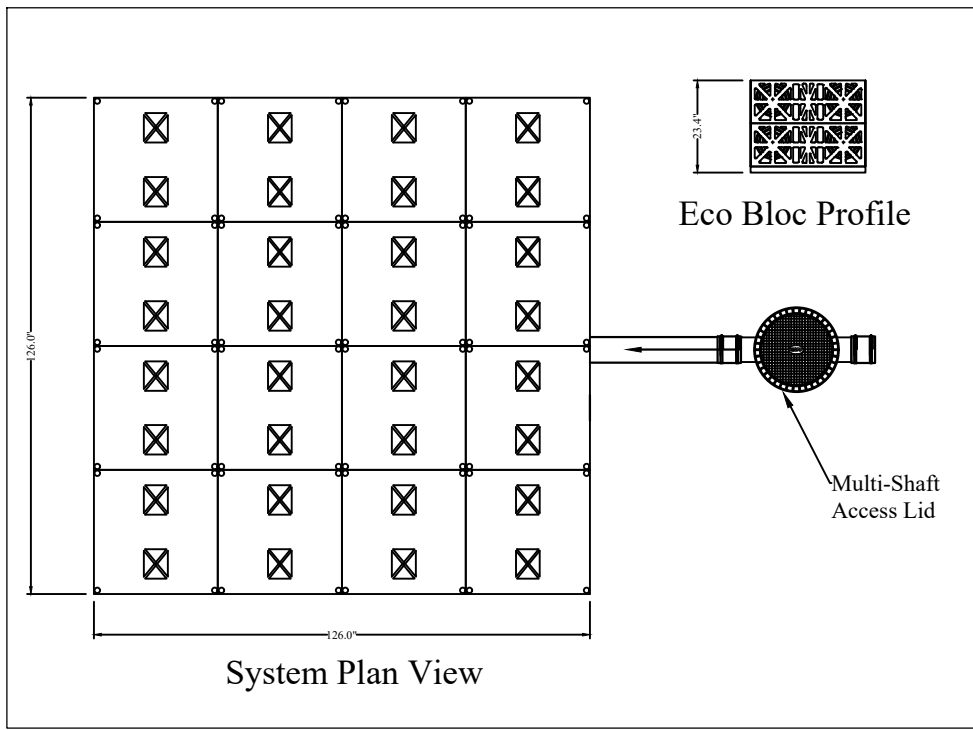 23.4"
Eco Bloc Profile
126.0"
Multi-Shaft
Access Lid
126.0"
System Plan View